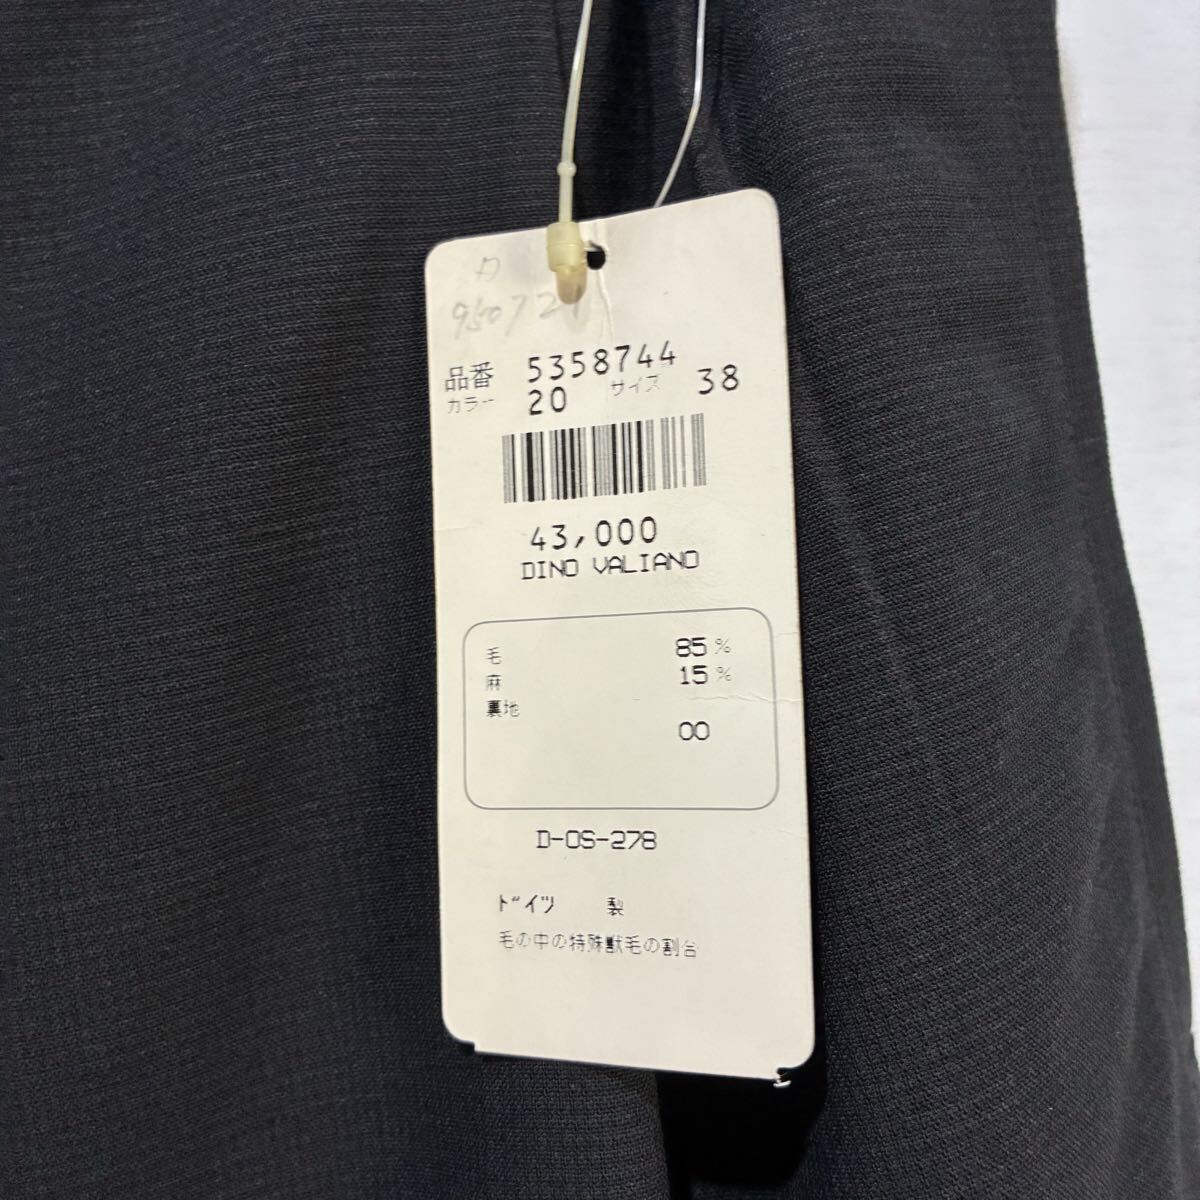 品番 5358744
カラー 20 サイズ 38
43,000
DINO VALIANO
毛 85%
麻 15%
裏地
00
D-OS-278
ドイツ 製
毛の中の特殊獣毛の割合